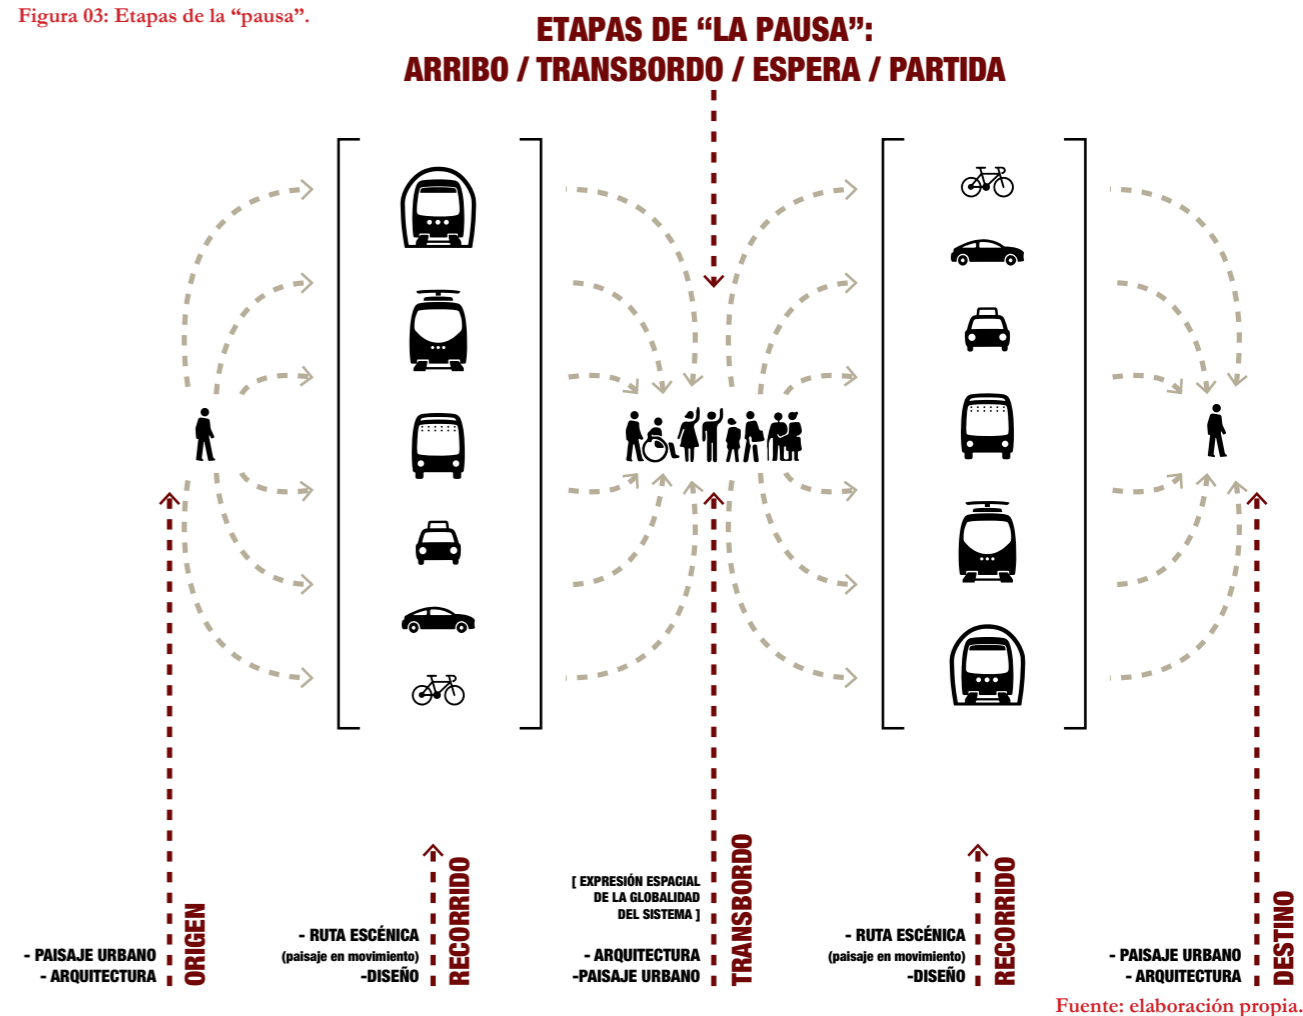 Figura 03: Etapas de la “pausa”.
ETAPAS DE “LA PAUSA”:
ARRIBO / TRANSBORDO / ESPERA / PARTIDA
- PAISAJE URBANO
- ARQUITECTURA
ORIGEN
- RUTA ESCÉNICA
(paisaje en movimiento)
-DISEÑO
RECORRIDO
[ EXPRESIÓN ESPACIAL
DE LA GLOBALIDAD
DEL SISTEMA ]
- ARQUITECTURA
-PAISAJE URBANO
TRANSBORDO
- RUTA ESCÉNICA
(paisaje en movimiento)
-DISEÑO
RECORRIDO
- PAISAJE URBANO
- ARQUITECTURA
DESTINO
Fuente: elaboración propia.